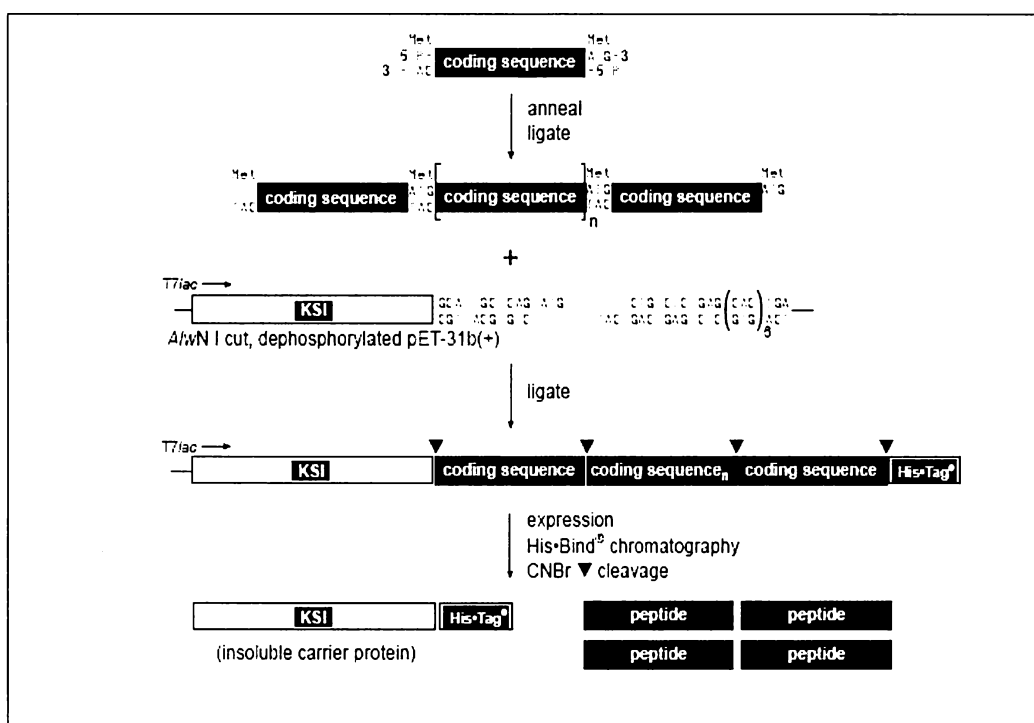 Met Met
coding sequence
anneal
ligate
Met Met Met Met
coding sequence coding sequence coding sequence
n
+
T7lac
KSI
AlwN I cut, dephosphorylated pET-31b(+)
ligate
T7lac
KSI coding sequence coding sequencen coding sequence His•Tag®
expression
His•Bind® chromatography
CNBr ▼ cleavage
KSI His•Tag® peptide peptide
(insoluble carrier protein) peptide peptide